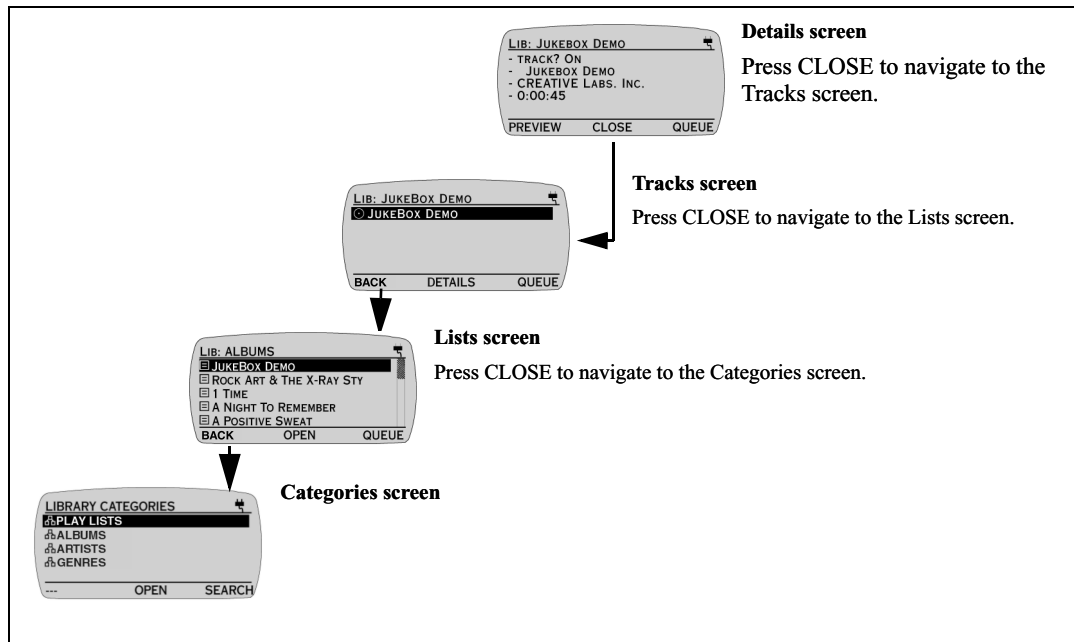 LIB: JUKEBOX DEMO
- TRACK? ON
- JUKEBOX DEMO
- CREATIVE LABS. INC.
- 0:00:45
PREVIEW CLOSE QUEUE
Details screen
Press CLOSE to navigate to the
Tracks screen.
LIB: JUKEBOX DEMO
JUKEBOX DEMO
BACK DETAILS QUEUE
Tracks screen
Press CLOSE to navigate to the Lists screen.
LIB: ALBUMS
JUKEBOX DEMO
ROCK ART & THE X-RAY STY
1 TIME
A NIGHT TO REMEMBER
A POSITIVE SWEAT
BACK OPEN QUEUE
Lists screen
Press CLOSE to navigate to the Categories screen.
LIBRARY CATEGORIES
PLAY LISTS
ALBUMS
ARTISTS
GENRES
--- OPEN SEARCH
Categories screen